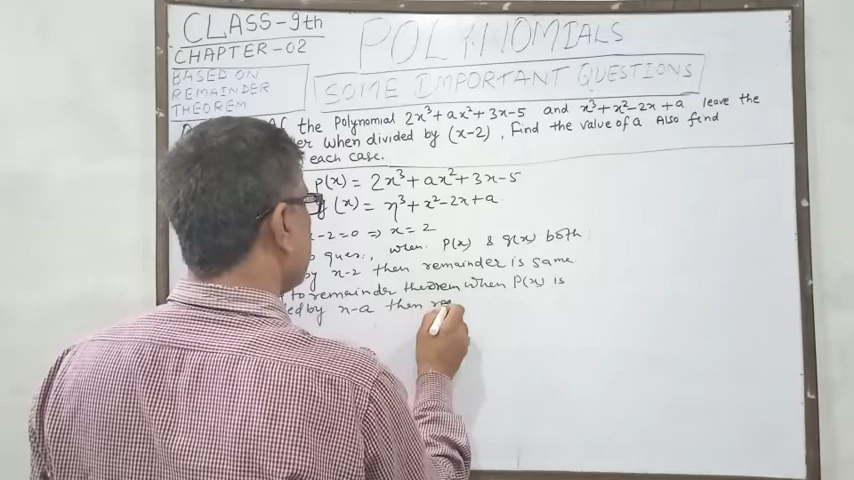 CLASS-9th
CHAPTER-02
POLYNOMIALS
BASED ON
REMAINDER
THEOREM
SOME IMPORTANT QUESTIONS
the Polynomial 2x³+ax²+3x-5 and x³+x²-2x+a leave the
when divided by (x-2), Find the value of a Also find
each case.
p(x) = 2x³+ax²+3x-5
(x) = x³+x²-2x+a
x-2=0 ⇒ x=2
ques., when p(x) & q(x) both
by x-2 then remainder is same.
to remainder theorem when P(x) is
by x-a then